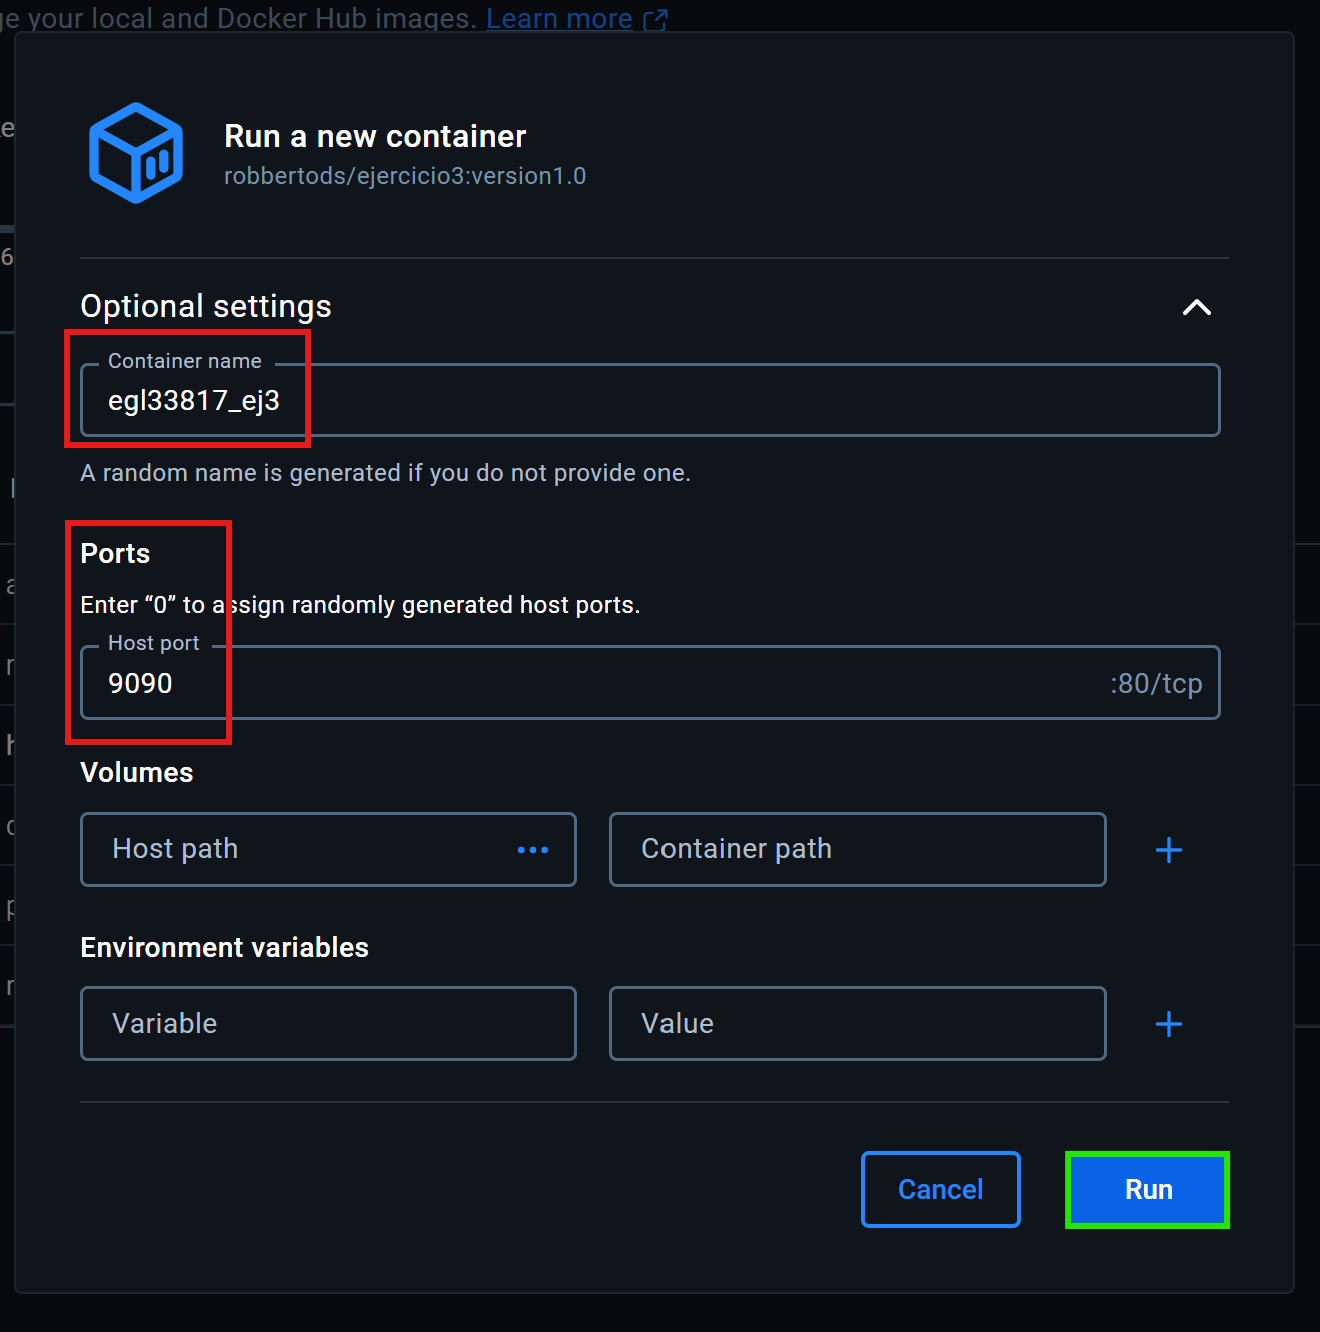 ge your local and Docker Hub images. Learn more
Run a new container
robbertods/ejercicio3:version1.0
Optional settings
Container name
egl33817_ej3
A random name is generated if you do not provide one.
Ports
Enter “0” to assign randomly generated host ports.
Host port
9090 :80/tcp
Volumes
Host path Container path
Environment variables
Variable Value
Cancel Run